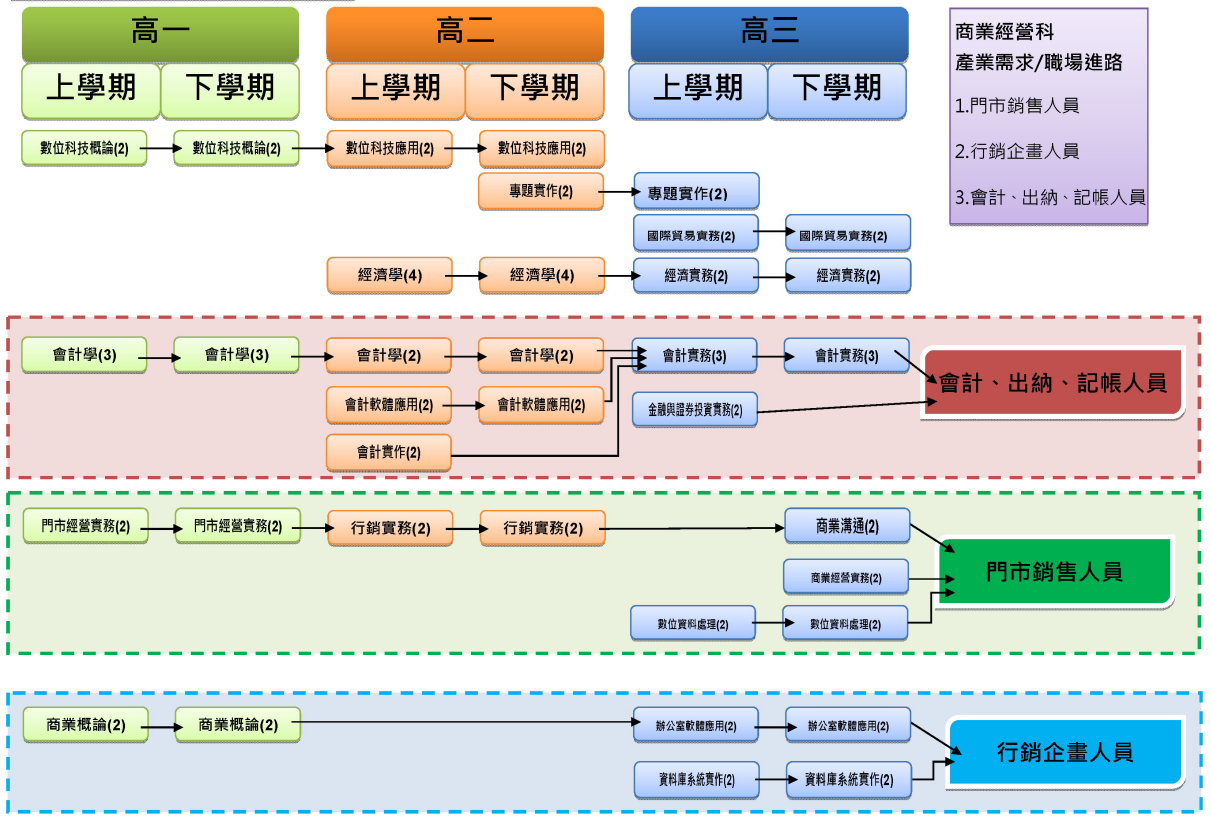 高一
高二
高三
上學期
下學期
上學期
下學期
上學期
下學期
商業經營科
產業需求/職場進路
1.門市銷售人員
2.行銷企畫人員
3.會計、出納、記帳人員
數位科技概論(2)
數位科技概論(2)
數位科技應用(2)
數位科技應用(2)
專題實作(2)
專題實作(2)
國際貿易實務(2)
國際貿易實務(2)
經濟學(4)
經濟學(4)
經濟實務(2)
經濟實務(2)
會計學(3)
會計學(3)
會計學(2)
會計學(2)
會計實務(3)
會計實務(3)
會計、出納、記帳人員
會計軟體應用(2)
會計軟體應用(2)
金融與證券投資實務(2)
會計實作(2)
門市經營實務(2)
門市經營實務(2)
行銷實務(2)
行銷實務(2)
商業溝通(2)
門市銷售人員
商業經營實務(2)
數位資料處理(2)
數位資料處理(2)
商業概論(2)
商業概論(2)
辦公室軟體應用(2)
辦公室軟體應用(2)
行銷企畫人員
資料庫系統實作(2)
資料庫系統實作(2)